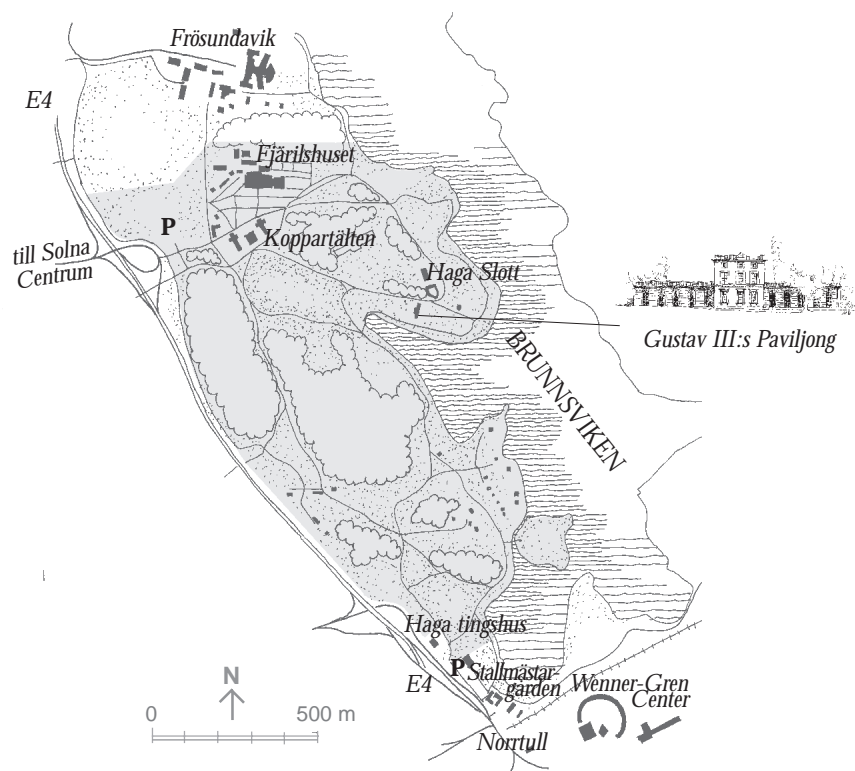 Frösundavik
E4
Fjärilshuset
P
Koppartälten
till Solna
Centrum
Haga Slott
Gustav III:s Paviljong
BRUNNSVIKEN
Haga tingshus
P
Stallmästar-
gården
E4
Wenner-Gren
Center
N
0 500 m
Norrtull